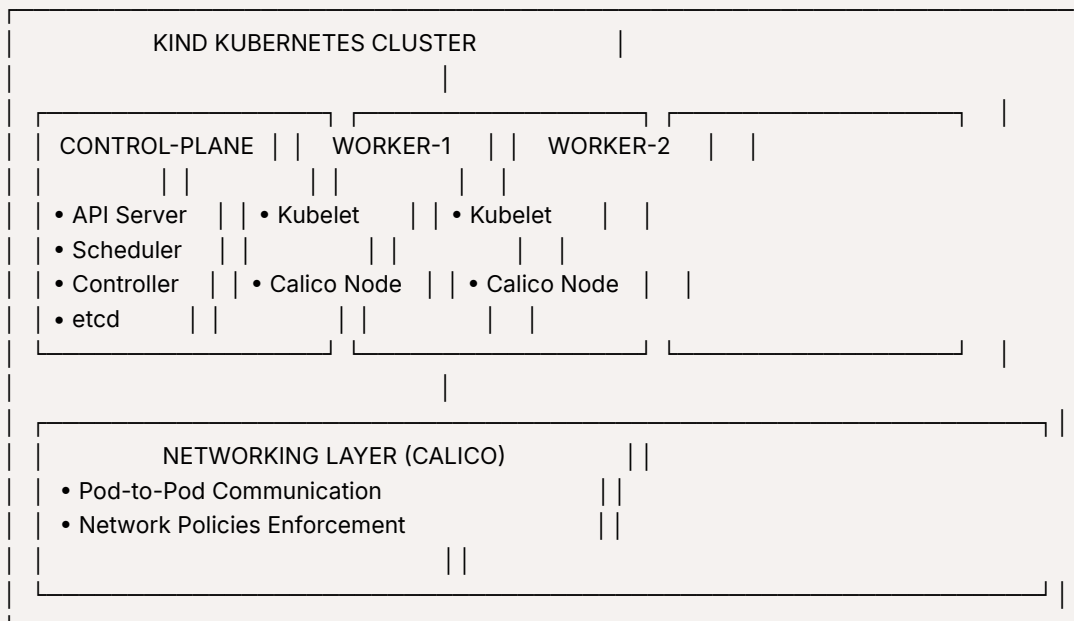 KIND KUBERNETES CLUSTER
CONTROL-PLANE WORKER-1 WORKER-2
• API Server • Kubelet • Kubelet
• Scheduler
• Controller • Calico Node • Calico Node
• etcd
NETWORKING LAYER (CALICO)
• Pod-to-Pod Communication
• Network Policies Enforcement